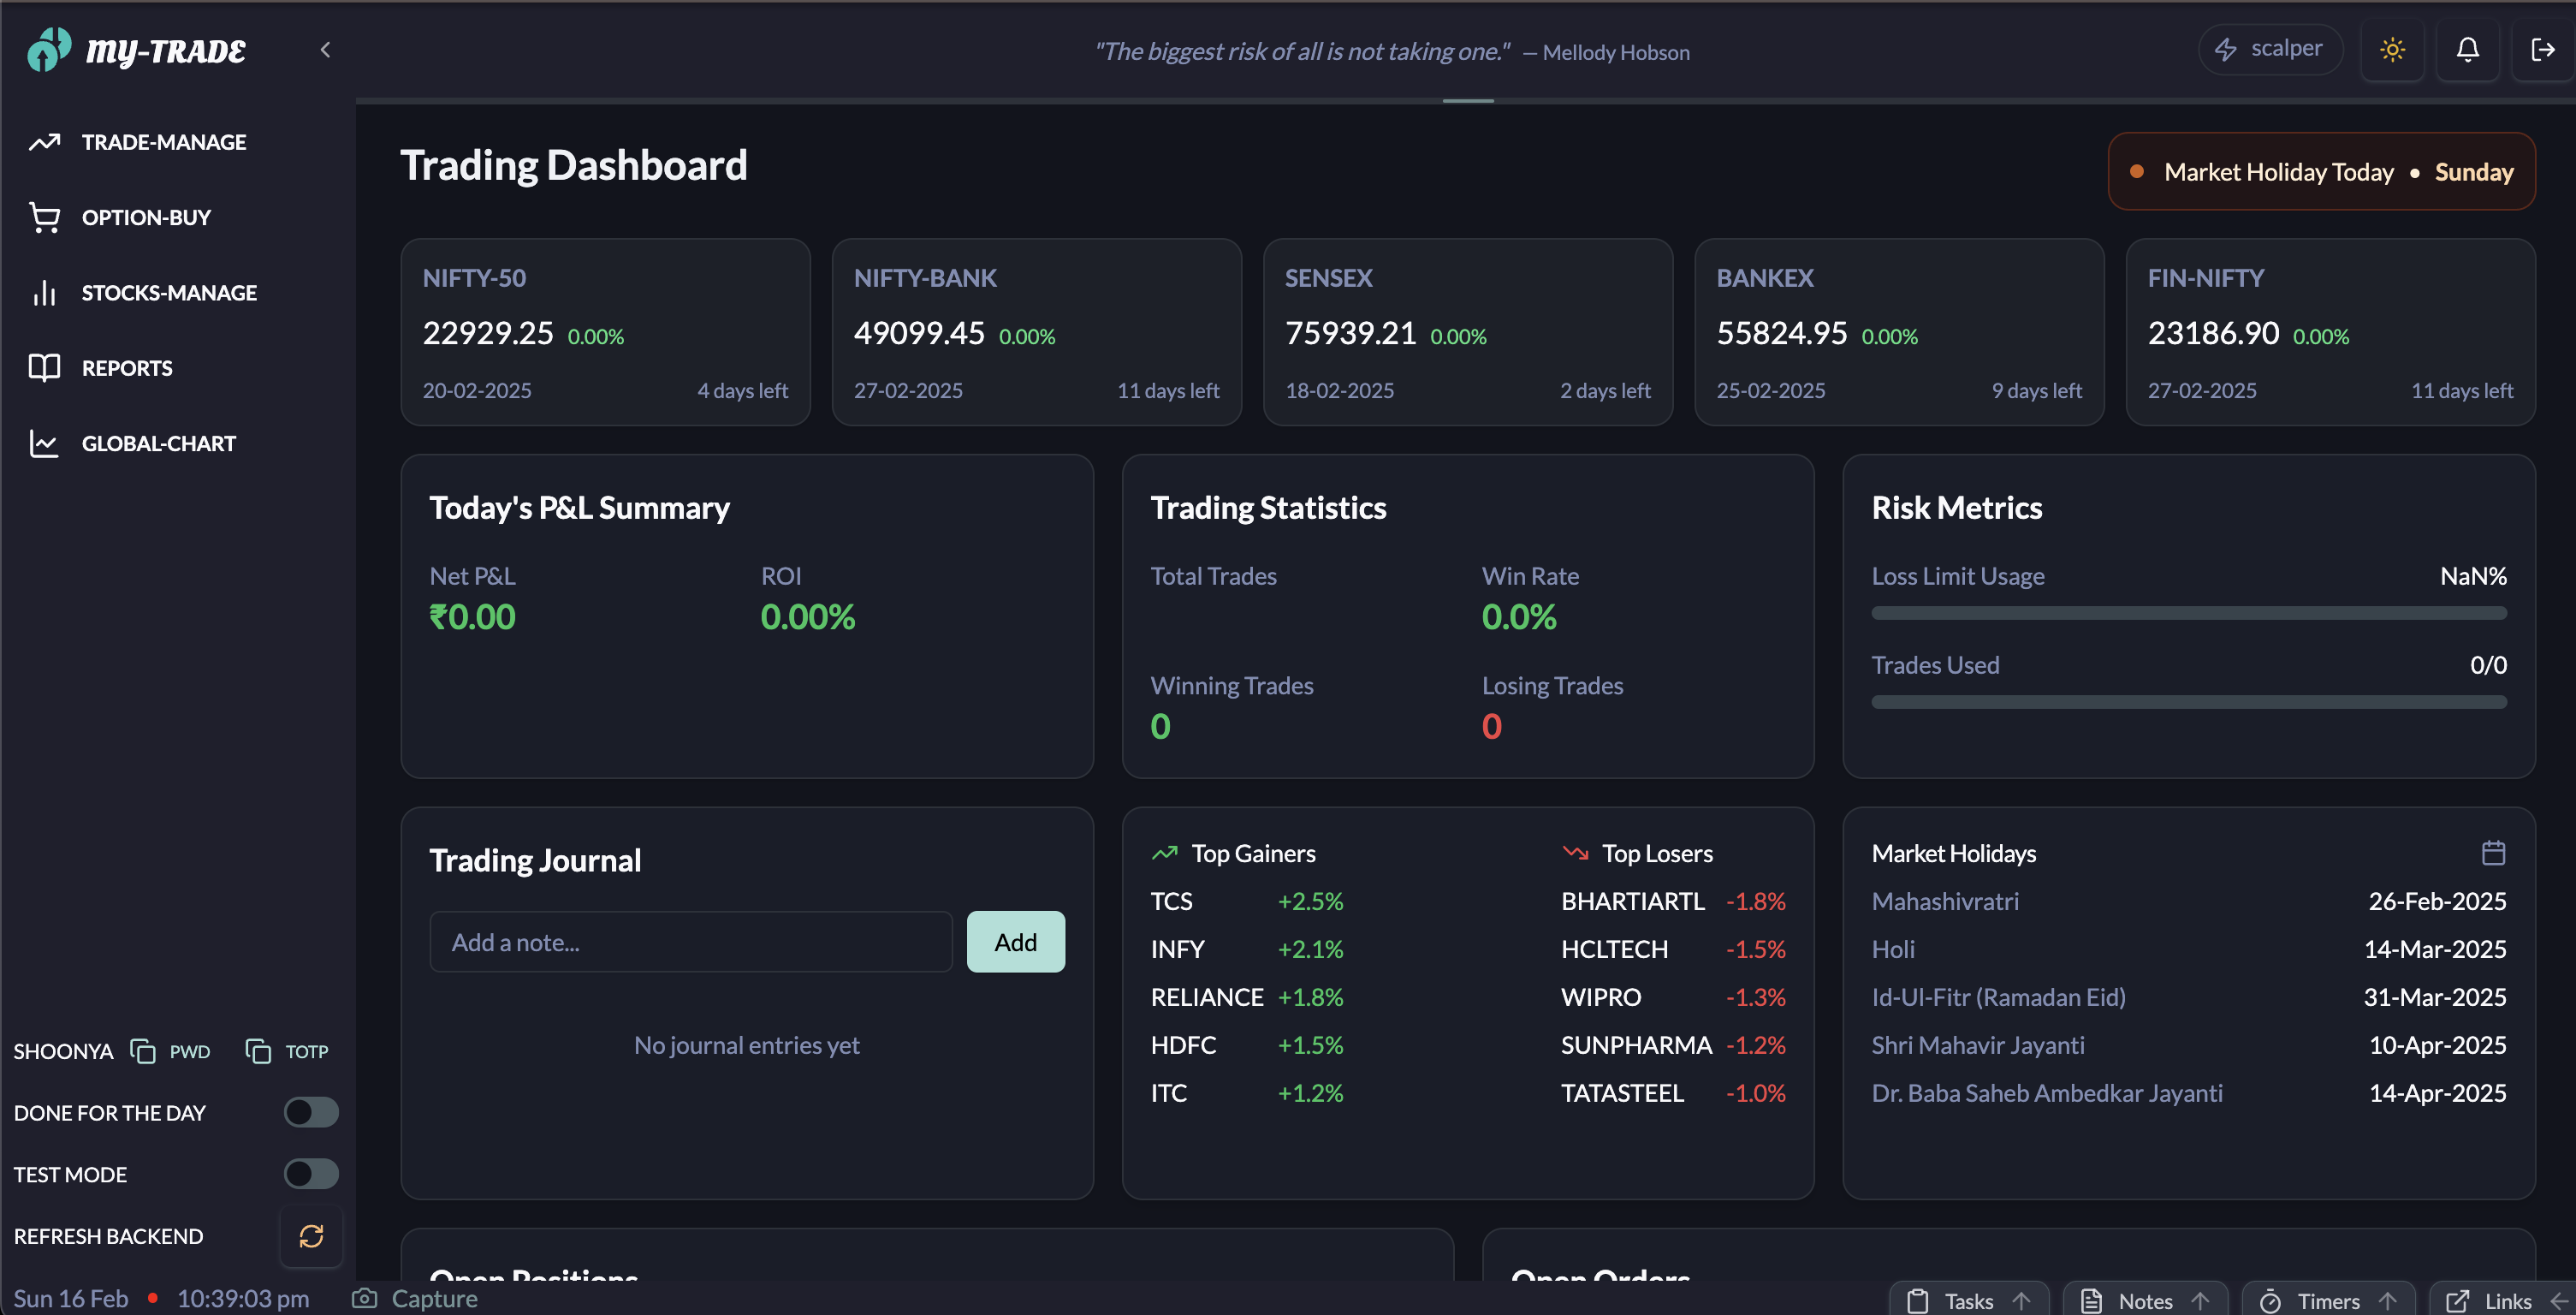 MY-TRADE
"The biggest risk of all is not taking one." — Mellody Hobson
scalper
TRADE-MANAGE
OPTION-BUY
STOCKS-MANAGE
REPORTS
GLOBAL-CHART
SHOONYA PWD TOTP
DONE FOR THE DAY
TEST MODE
REFRESH BACKEND
Trading Dashboard
Market Holiday Today • Sunday
NIFTY-50
22929.25 0.00%
20-02-2025 4 days left
NIFTY-BANK
49099.45 0.00%
27-02-2025 11 days left
SENSEX
75939.21 0.00%
18-02-2025 2 days left
BANKEX
55824.95 0.00%
25-02-2025 9 days left
FIN-NIFTY
23186.90 0.00%
27-02-2025 11 days left
Today's P&L Summary
Net P&L ROI
₹0.00 0.00%
Trading Statistics
Total Trades Win Rate
0.0%
Winning Trades Losing Trades
0 0
Risk Metrics
Loss Limit Usage NaN%
Trades Used 0/0
Trading Journal
Add a note... Add
No journal entries yet
Top Gainers
TCS +2.5%
INFY +2.1%
RELIANCE +1.8%
HDFC +1.5%
ITC +1.2%
Top Losers
BHARTIARTL -1.8%
HCLTECH -1.5%
WIPRO -1.3%
SUNPHARMA -1.2%
TATASTEEL -1.0%
Market Holidays
Mahashivratri 26-Feb-2025
Holi 14-Mar-2025
Id-Ul-Fitr (Ramadan Eid) 31-Mar-2025
Shri Mahavir Jayanti 10-Apr-2025
Dr. Baba Saheb Ambedkar Jayanti 14-Apr-2025
Open Positions
Open Orders
Sun 16 Feb • 10:39:03 pm Capture
Tasks Notes Timers Links